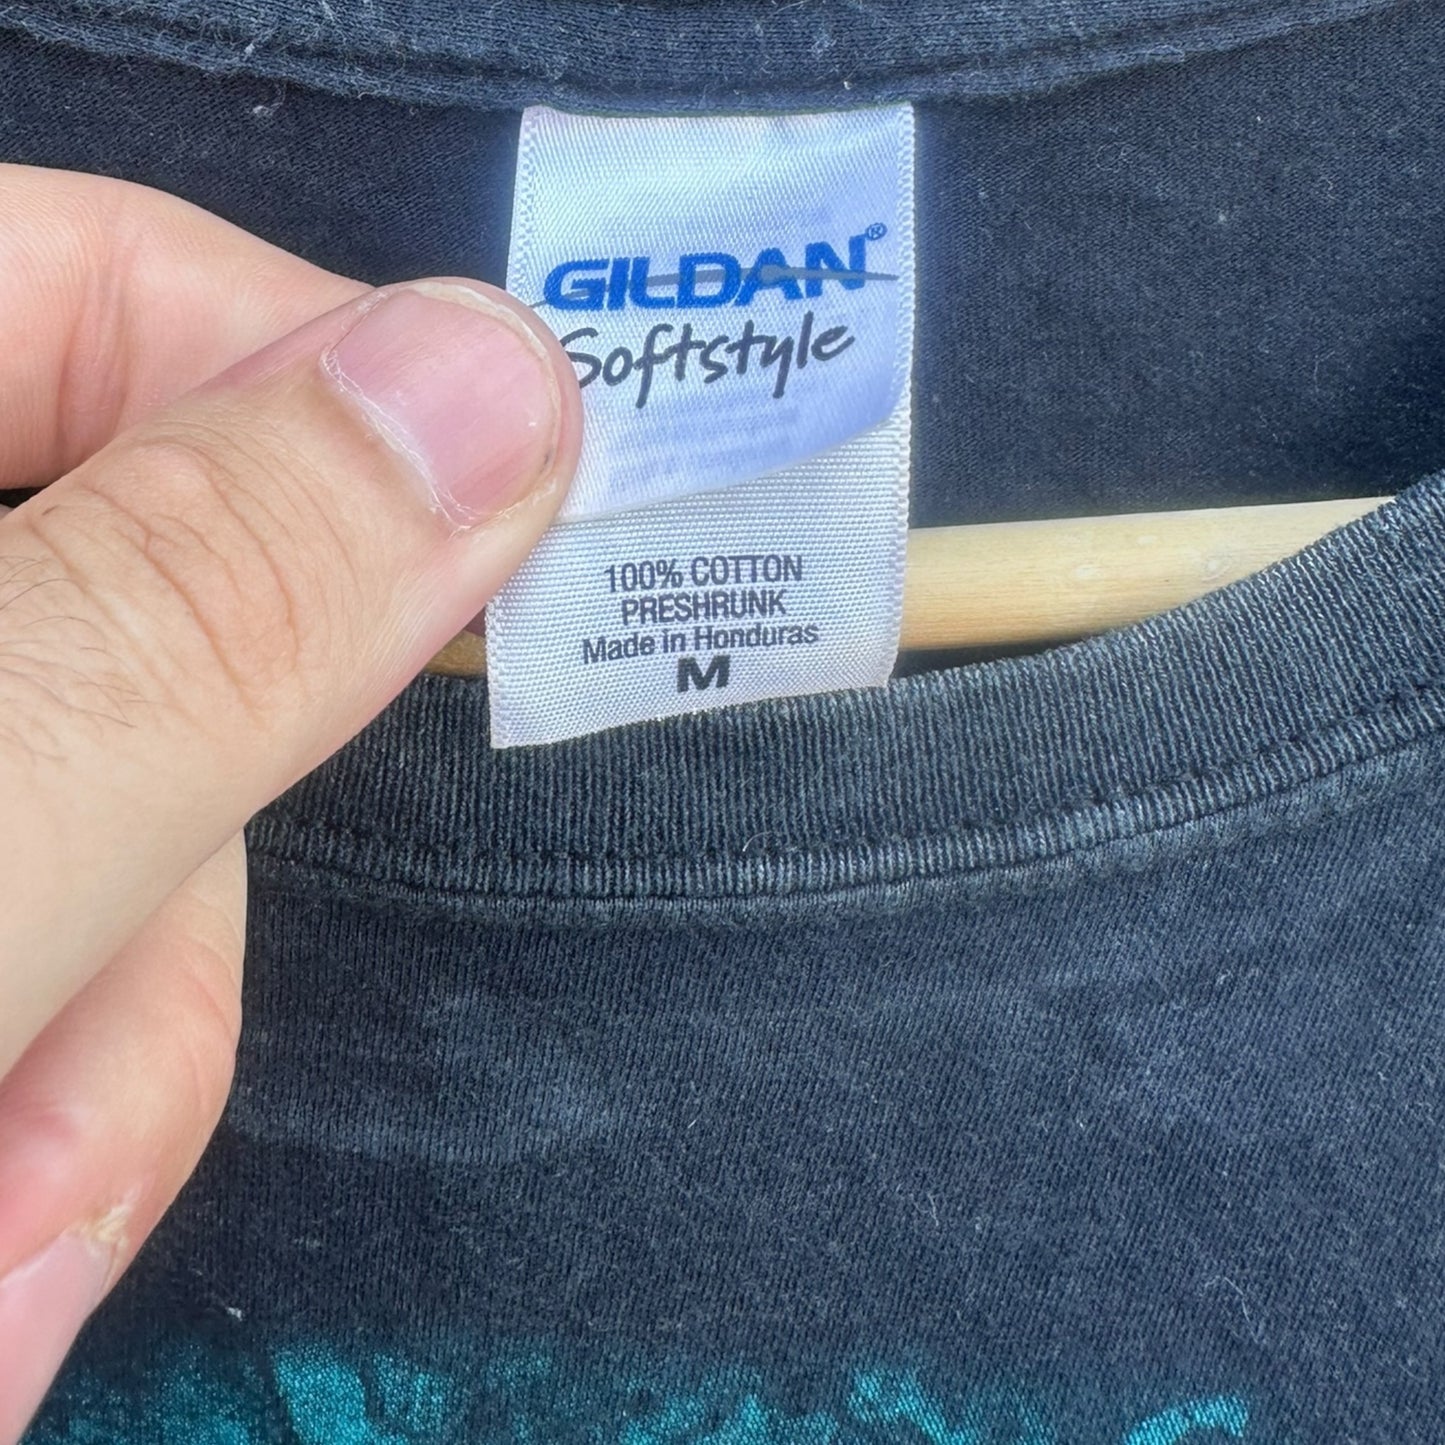 GILDAN®
Softstyle
100% COTTON
PRESHRUNK
Made in Honduras
M